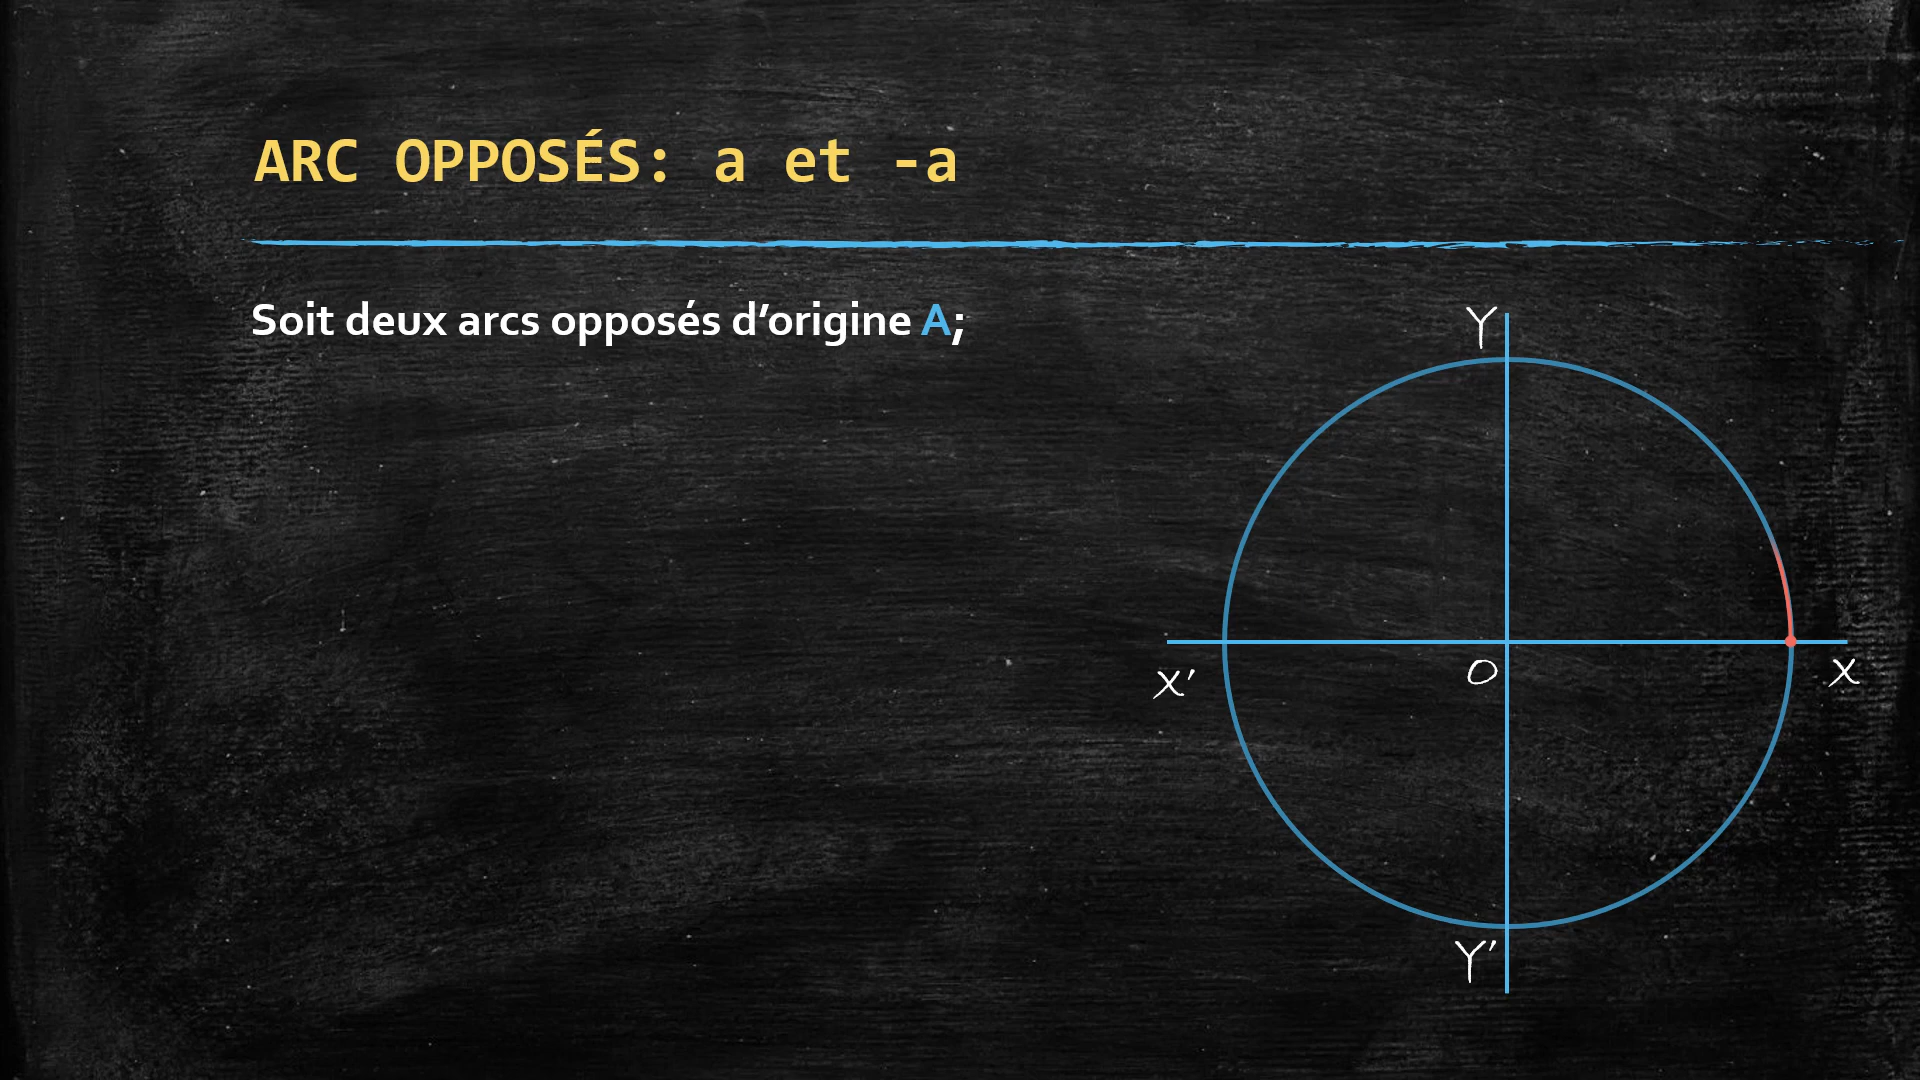 ARC OPPOSÉS: a et -a
Soit deux arcs opposés d’origine A;
Y
X'
O
X
Y'